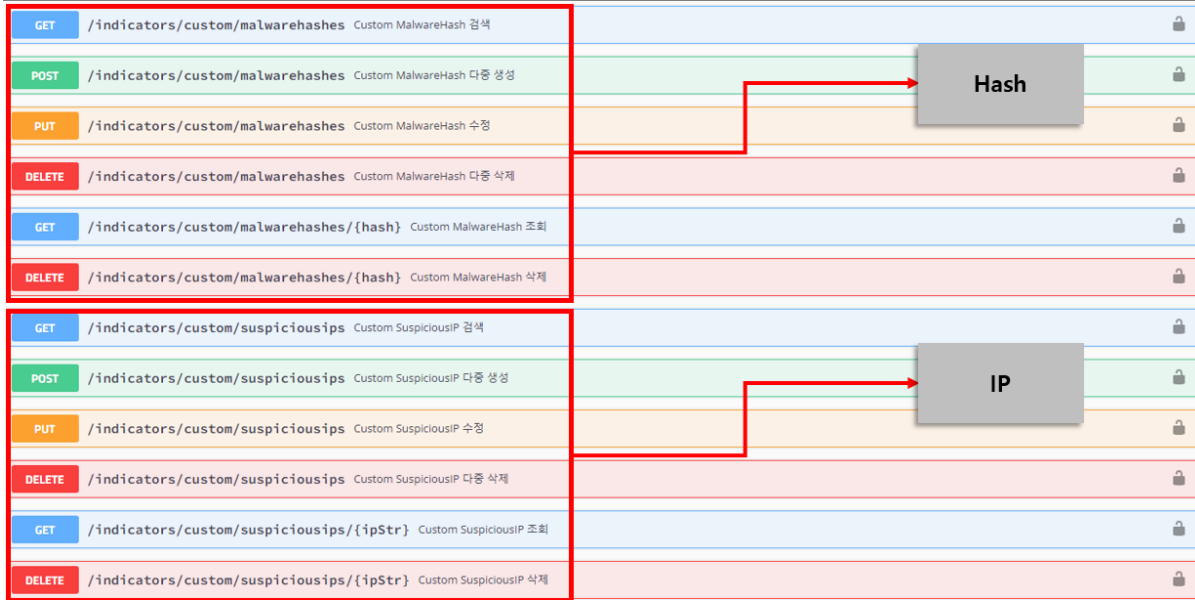 GET /indicators/custom/malwarehashes Custom MalwareHash 검색
POST /indicators/custom/malwarehashes Custom MalwareHash 다중 생성
Hash
PUT /indicators/custom/malwarehashes Custom MalwareHash 수정
DELETE /indicators/custom/malwarehashes Custom MalwareHash 다중 삭제
GET /indicators/custom/malwarehashes/{hash} Custom MalwareHash 조회
DELETE /indicators/custom/malwarehashes/{hash} Custom MalwareHash 삭제
GET /indicators/custom/suspiciousips Custom SuspiciousIP 검색
POST /indicators/custom/suspiciousips Custom SuspiciousIP 다중 생성
IP
PUT /indicators/custom/suspiciousips Custom SuspiciousIP 수정
DELETE /indicators/custom/suspiciousips Custom SuspiciousIP 다중 삭제
GET /indicators/custom/suspiciousips/{ipStr} Custom SuspiciousIP 조회
DELETE /indicators/custom/suspiciousips/{ipStr} Custom SuspiciousIP 삭제